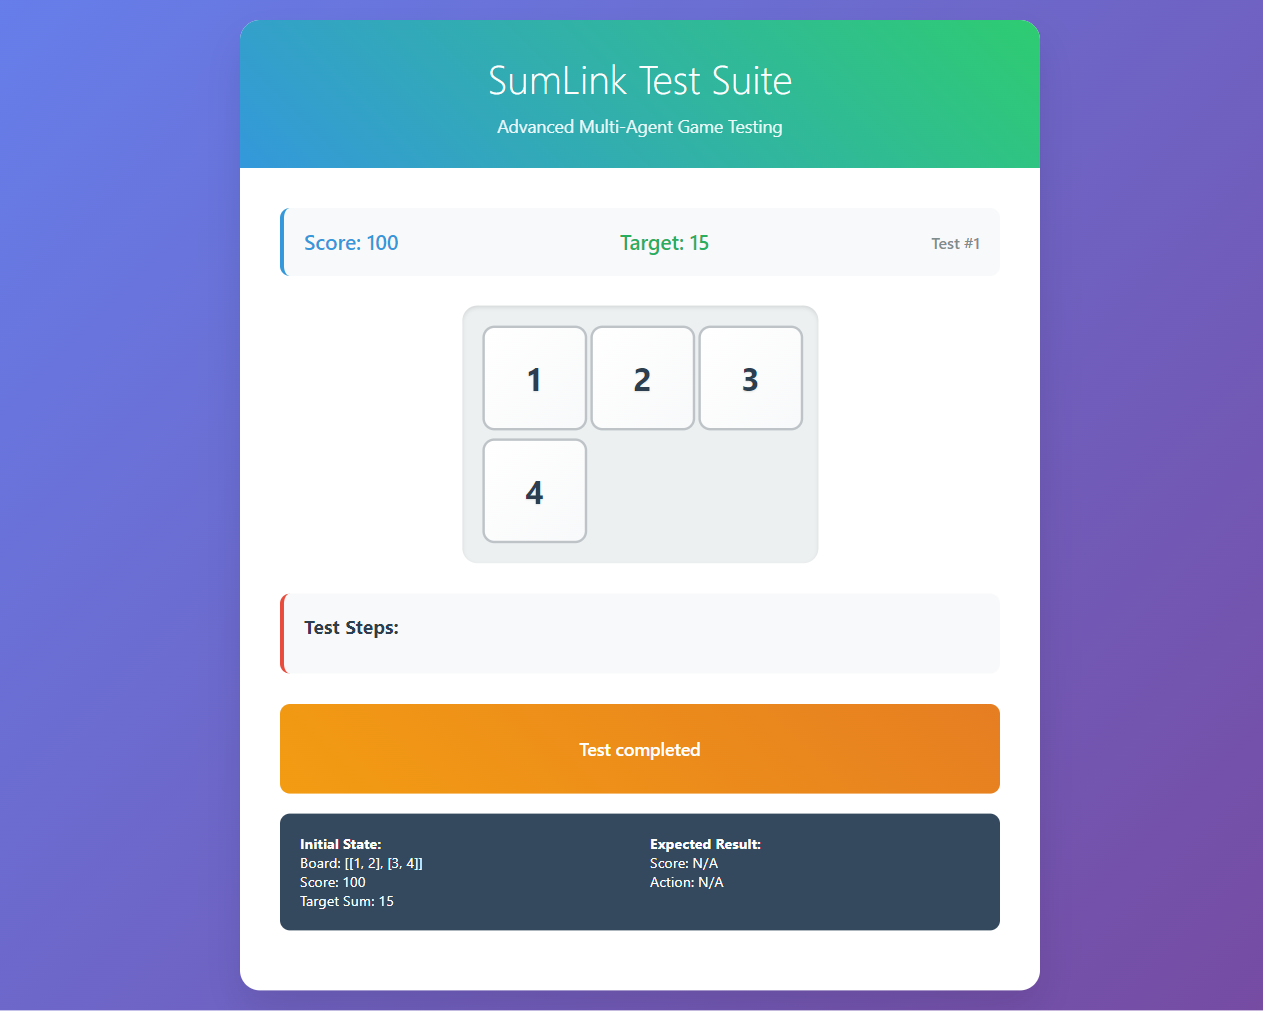 SumLink Test Suite
Advanced Multi-Agent Game Testing
Score: 100 Target: 15 Test #1
1 2 3
4
Test Steps:
Test completed
Initial State:
Board: [[1, 2], [3, 4]]
Score: 100
Target Sum: 15
Expected Result:
Score: N/A
Action: N/A